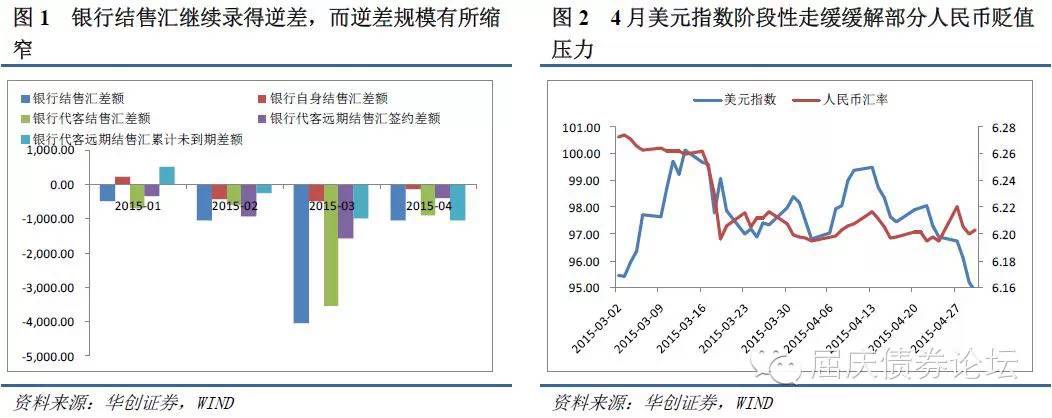 图 1 银行结售汇继续录得逆差，而逆差规模有所缩
窄
银行结售汇差额
银行自身结售汇差额
银行代客结售汇差额
银行代客远期结售汇签约差额
银行代客远期结售汇累计未到期差额
1,000.00
0.00
-1,000.00
-2,000.00
-3,000.00
-4,000.00
-5,000.00
2015-01
2015-02
2015-03
2015-04
资料来源：华创证券，WIND
图 2 4 月美元指数阶段性走缓缓解部分人民币贬值
压力
美元指数
人民币汇率
101.00
100.00
99.00
98.00
97.00
96.00
95.00
6.28
6.26
6.24
6.22
6.20
6.18
6.16
2015-03-02
2015-03-09
2015-03-16
2015-03-23
2015-03-30
2015-04-06
2015-04-13
2015-04-20
2015-04-27
屈庆债券论坛
资料来源：华创证券，WIND